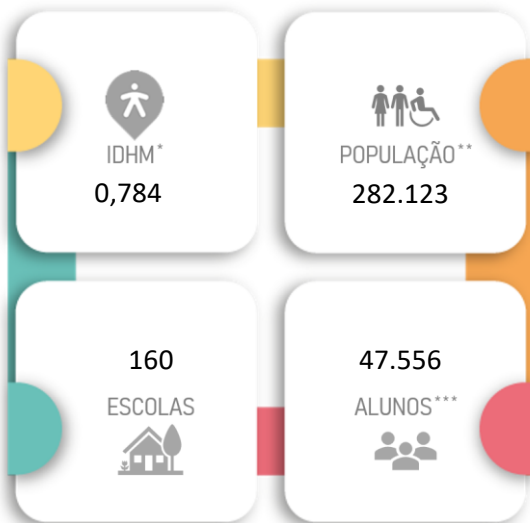 IDHM*
0,784
POPULAÇÃO**
282.123
160
ESCOLAS
47.556
ALUNOS***